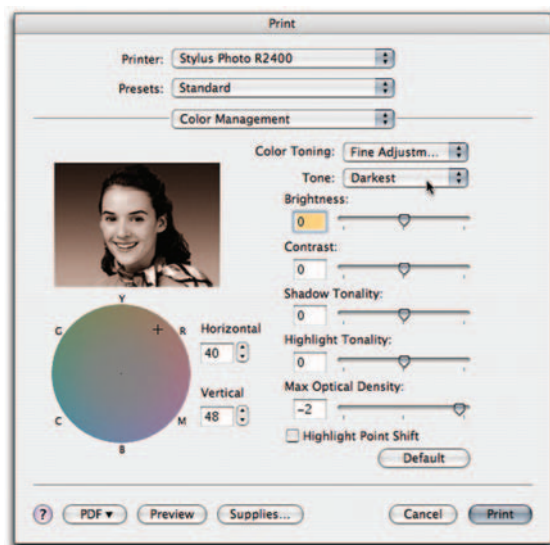 Print
Printer: Stylus Photo R2400
Presets: Standard
Color Management
Color Toning: Fine Adjustm...
Tone: Darkest
Brightness:
0
Contrast:
0
Shadow Tonality:
0
Highlight Tonality:
0
Max Optical Density:
-2
Highlight Point Shift
Default
Y
G
R
C
M
B
Horizontal
40
Vertical
48
?
PDF
Preview
Supplies...
Cancel
Print